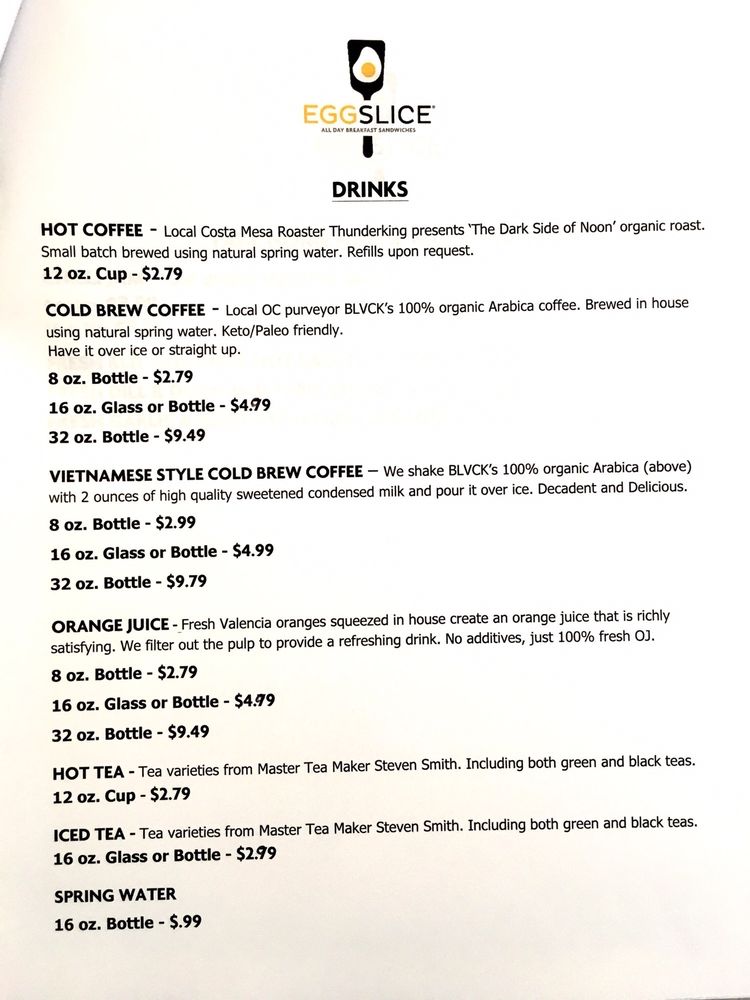 EGGSLICE®
ALL DAY BREAKFAST SANDWICHES
DRINKS
HOT COFFEE - Local Costa Mesa Roaster Thunderking presents 'The Dark Side of Noon' organic roast.
Small batch brewed using natural spring water. Refills upon request.
12 oz. Cup - $2.79
COLD BREW COFFEE - Local OC purveyor BLVCK's 100% organic Arabica coffee. Brewed in house
using natural spring water. Keto/Paleo friendly.
Have it over ice or straight up.
8 oz. Bottle - $2.79
16 oz. Glass or Bottle - $4.79
32 oz. Bottle - $9.49
VIETNAMESE STYLE COLD BREW COFFEE – We shake BLVCK's 100% organic Arabica (above)
with 2 ounces of high quality sweetened condensed milk and pour it over ice. Decadent and Delicious.
8 oz. Bottle - $2.99
16 oz. Glass or Bottle - $4.99
32 oz. Bottle - $9.79
ORANGE JUICE - Fresh Valencia oranges squeezed in house create an orange juice that is richly
satisfying. We filter out the pulp to provide a refreshing drink. No additives, just 100% fresh OJ.
8 oz. Bottle - $2.79
16 oz. Glass or Bottle - $4.79
32 oz. Bottle - $9.49
HOT TEA - Tea varieties from Master Tea Maker Steven Smith. Including both green and black teas.
12 oz. Cup - $2.79
ICED TEA - Tea varieties from Master Tea Maker Steven Smith. Including both green and black teas.
16 oz. Glass or Bottle - $2.99
SPRING WATER
16 oz. Bottle - $.99